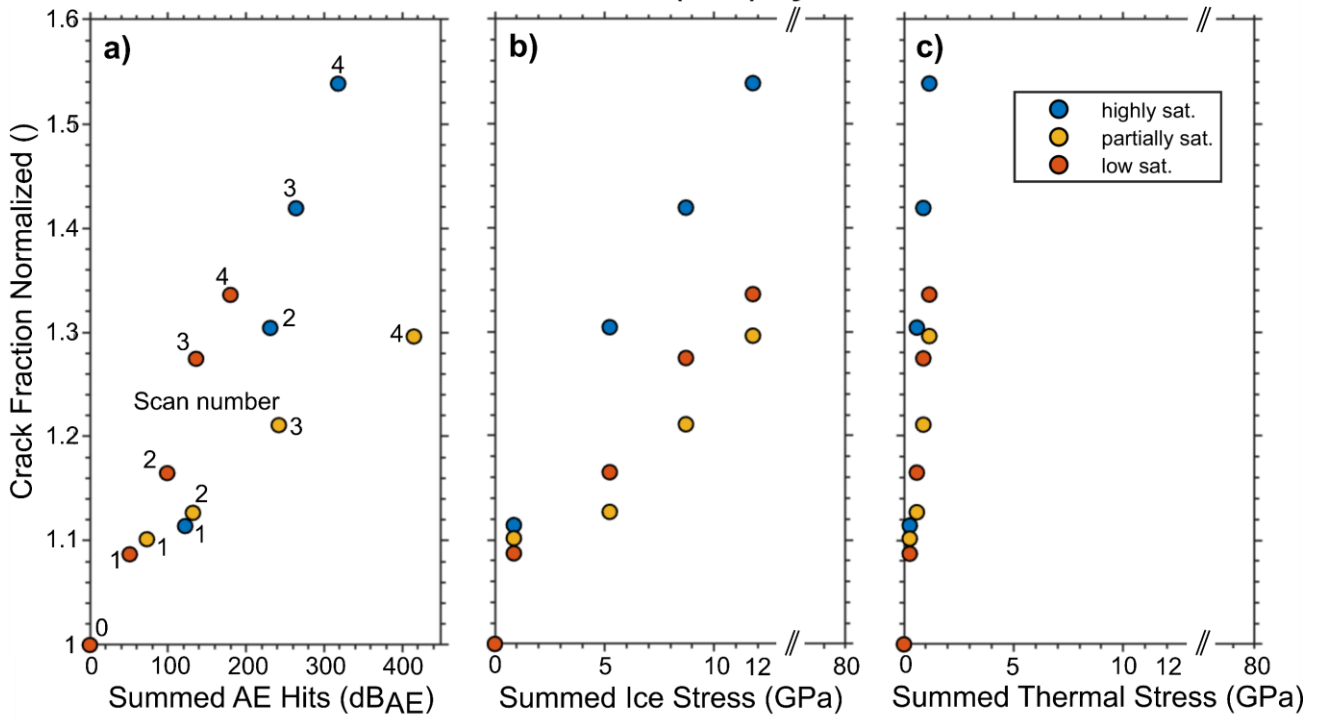 a)
b)
c)
Crack Fraction Normalized ()
1.5
1.4
1.3
1.2
1.1
1
4
3
4
2
4
3
Scan number
3
2
2
1
1
1
0
highly sat.
partially sat.
low sat.
0 100 200 300 400
0 5 10 12 80
0 5 10 12 80
Summed AE Hits (dBAE)
Summed Ice Stress (GPa)
Summed Thermal Stress (GPa)